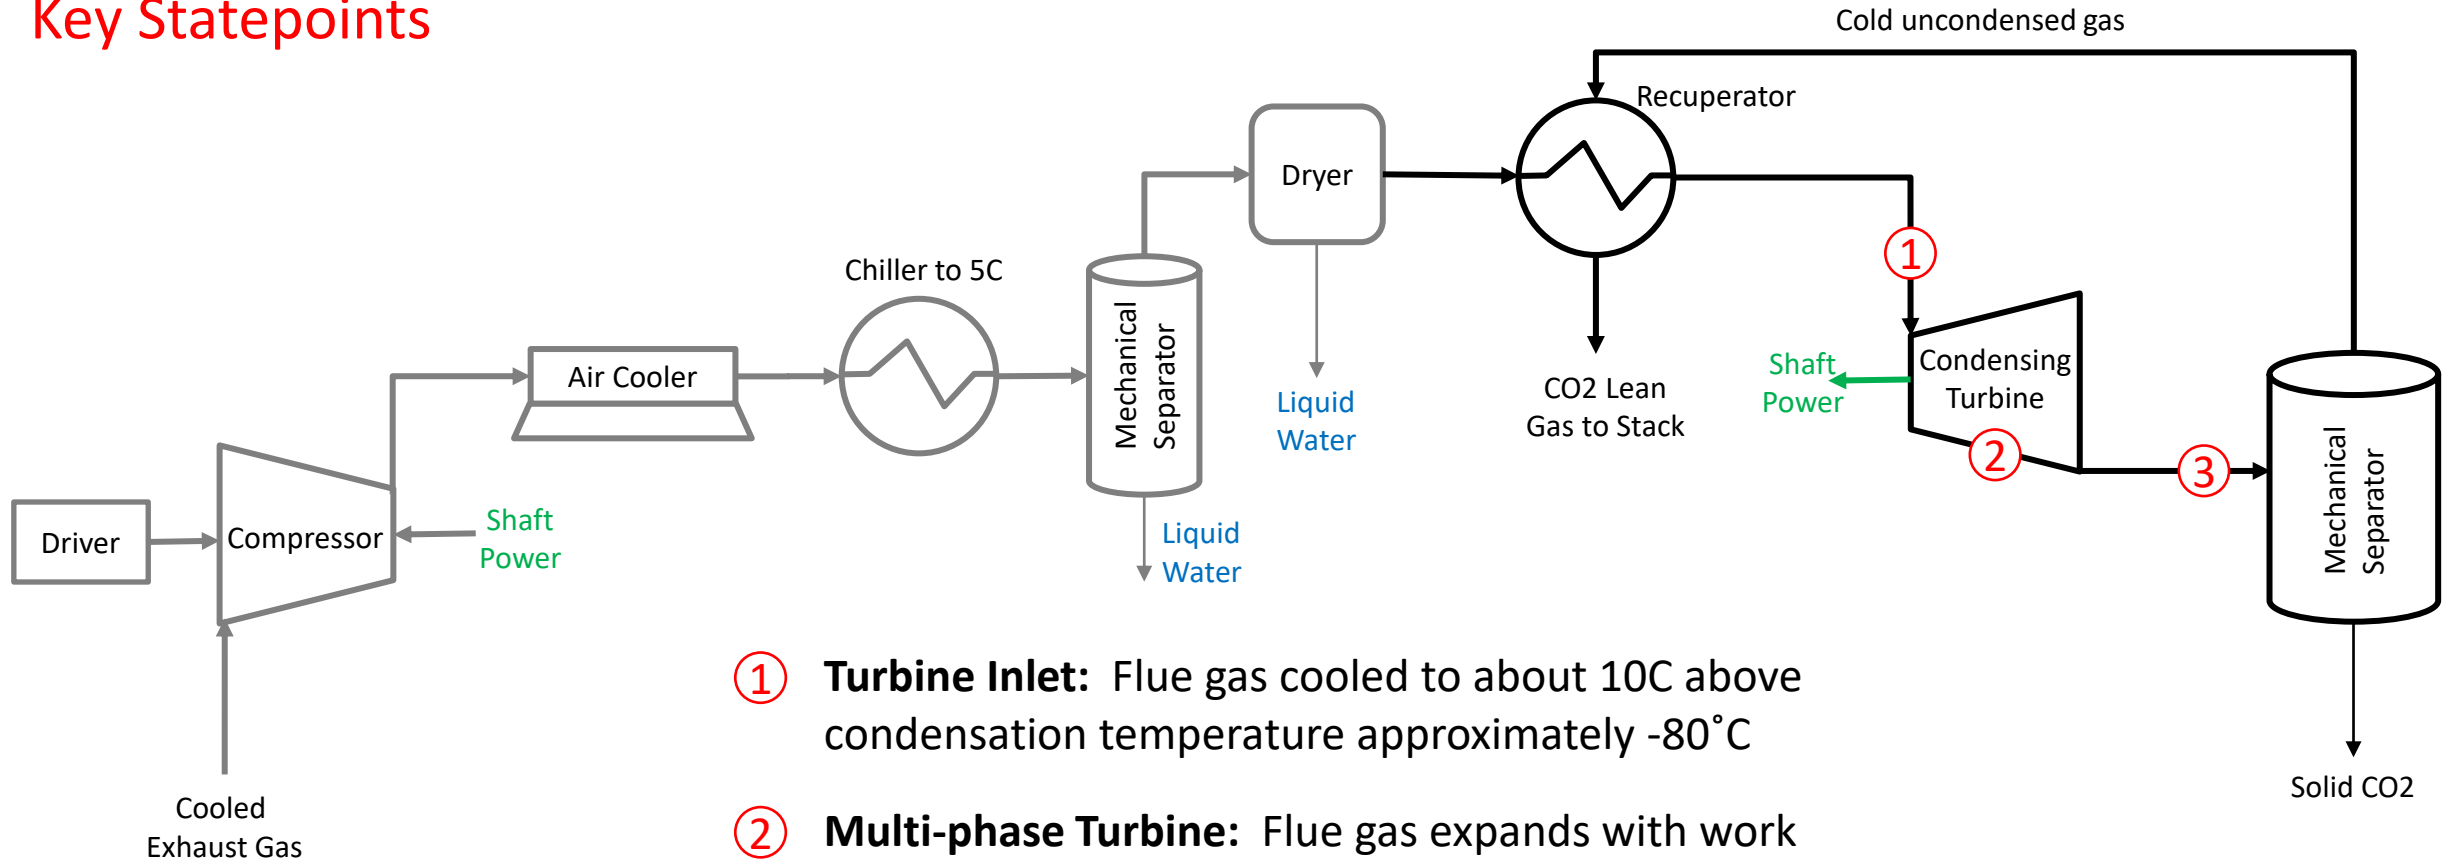 Key Statepoints
Cold uncondensed gas
Recuperator
Dryer
1
Chiller to 5C
Mechanical
Separator
Air Cooler
Liquid
Water
CO2 Lean
Gas to Stack
Shaft
Power
Condensing
Turbine
2
3
Mechanical
Separator
Driver
Compressor
Shaft
Power
Liquid
Water
Solid CO2
Cooled
Exhaust Gas
1 Turbine Inlet: Flue gas cooled to about 10C above
condensation temperature approximately -80˚C
2 Multi-phase Turbine: Flue gas expands with work